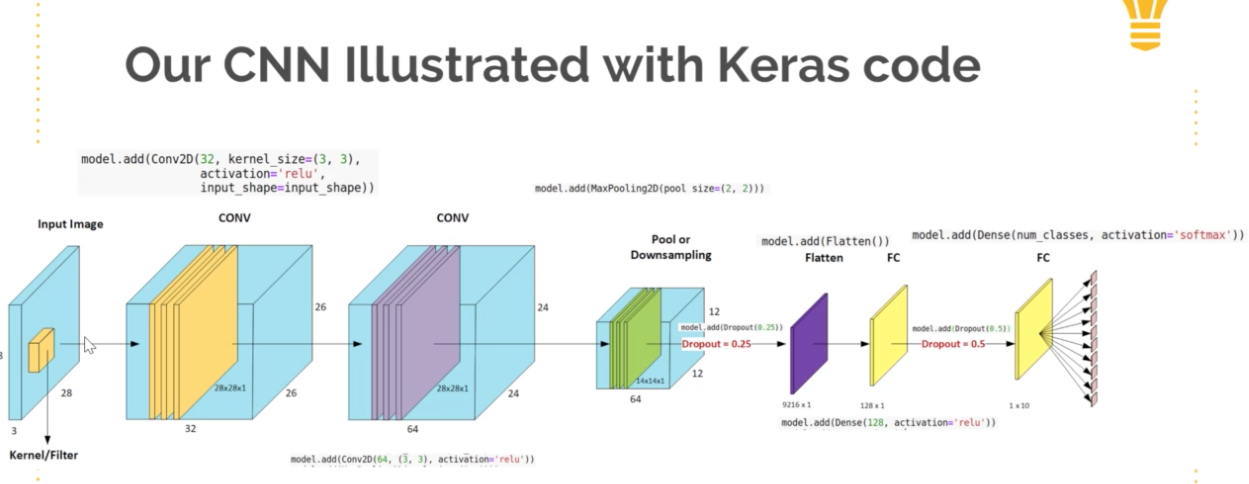 Our CNN Illustrated with Keras code
model.add(Conv2D(32, kernel_size=(3, 3),
activation='relu',
input_shape=input_shape))
model.add(MaxPooling2D(pool size=(2, 2)))
Input Image
CONV
CONV
Pool or
Downsampling
model.add(Flatten())
Flatten
FC
model.add(Dense(num_classes, activation='softmax'))
FC
28
3
Kernel/Filter
28x28x1
26
26
32
28x28x1
24
24
64
model.add(Conv2D(64, (3, 3), activation='relu'))
14x14x1
12
12
64
model.add(Dropout(0.25))
Dropout = 0.25
9216 x 1
128 x 1
model.add(Dense(128, activation='relu'))
model.add(Dropout(0.5))
Dropout = 0.5
1 x 10